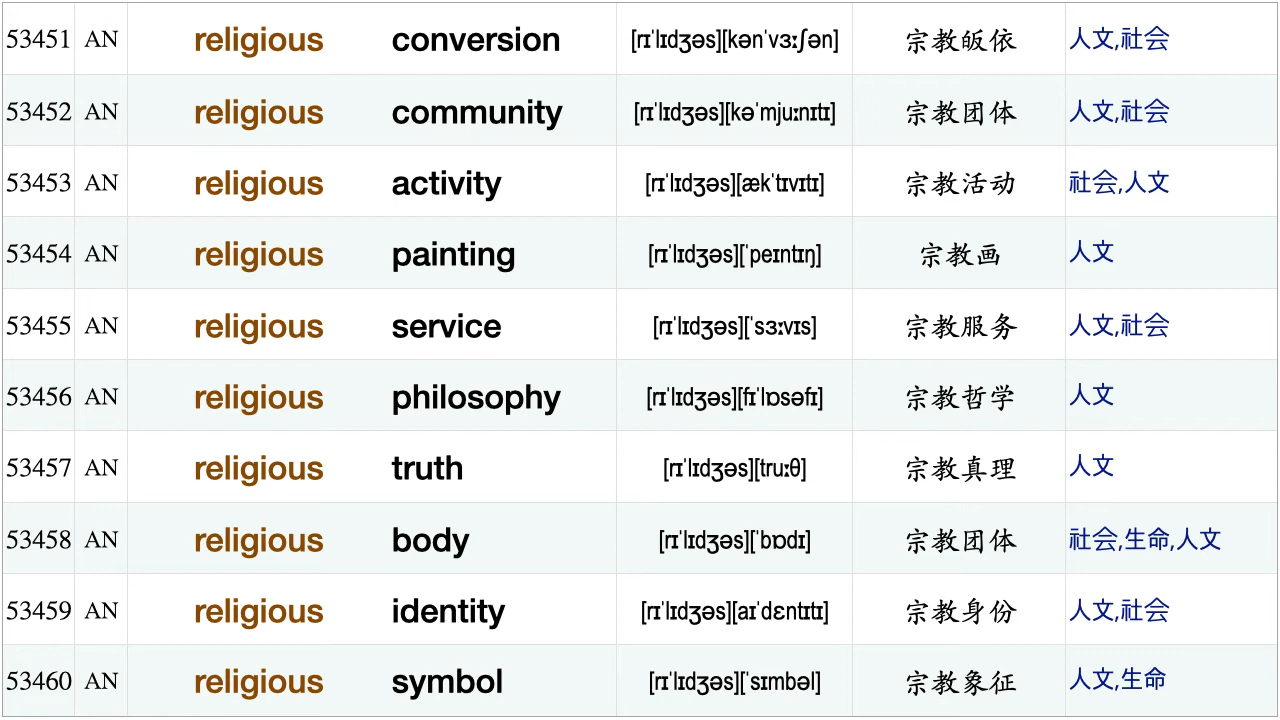 53451 AN religious conversion [rɪˈlɪdʒəs][kənˈvɜːʃən] 宗教皈依 人文,社会
53452 AN religious community [rɪˈlɪdʒəs][kəˈmjuːnɪtɪ] 宗教团体 人文,社会
53453 AN religious activity [rɪˈlɪdʒəs][ækˈtɪvɪtɪ] 宗教活动 社会,人文
53454 AN religious painting [rɪˈlɪdʒəs][ˈpeɪntɪŋ] 宗教画 人文
53455 AN religious service [rɪˈlɪdʒəs][ˈsɜːvɪs] 宗教服务 人文,社会
53456 AN religious philosophy [rɪˈlɪdʒəs][fɪˈlɒsəfɪ] 宗教哲学 人文
53457 AN religious truth [rɪˈlɪdʒəs][truːθ] 宗教真理 人文
53458 AN religious body [rɪˈlɪdʒəs][ˈbɒdɪ] 宗教团体 社会,生命,人文
53459 AN religious identity [rɪˈlɪdʒəs][aɪˈdɛntɪtɪ] 宗教身份 人文,社会
53460 AN religious symbol [rɪˈlɪdʒəs][ˈsɪmbəl] 宗教象征 人文,生命